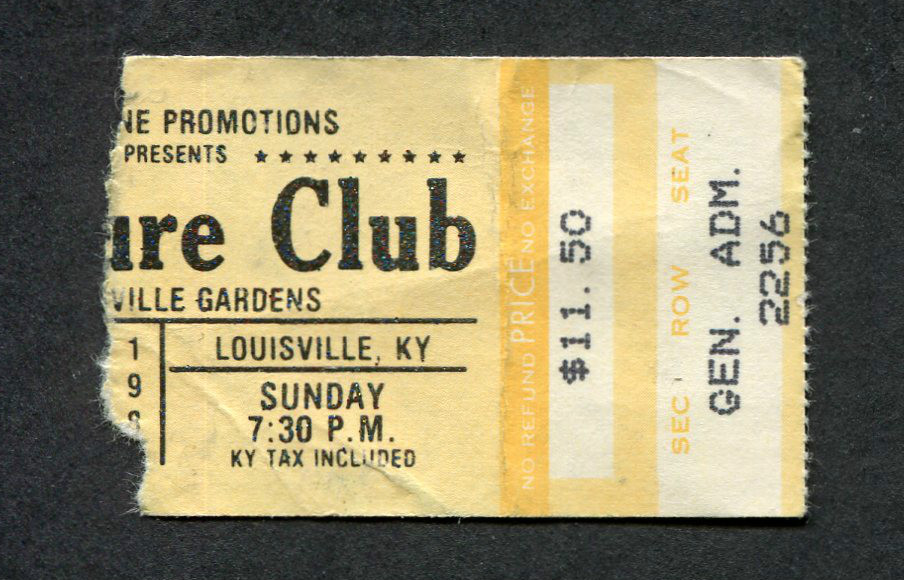 NE PROMOTIONS
PRESENTS ★★★★★★★★★
ure Club
VILLE GARDENS
1
9
8
LOUISVILLE, KY
SUNDAY
7:30 P.M.
KY TAX INCLUDED
NO REFUND PRICE NO EXCHANGE
$11.50
SEC ROW SEAT
GEN. ADM.
2256